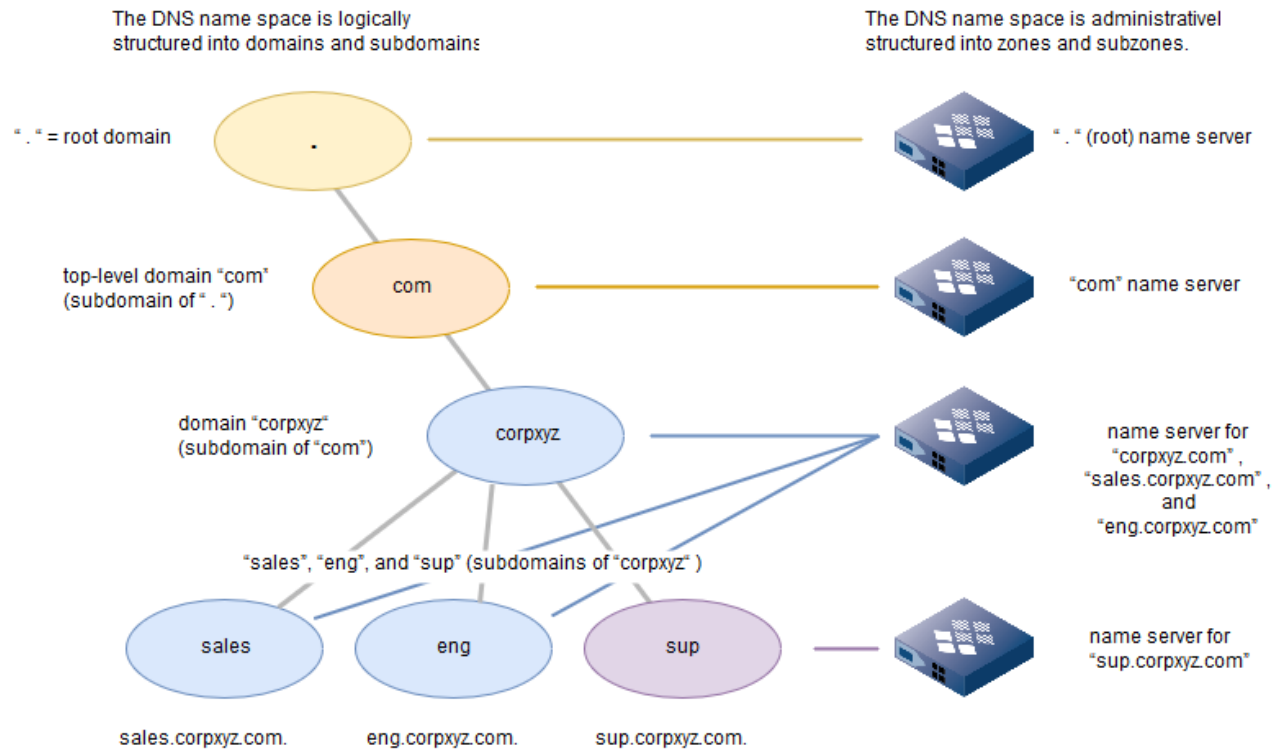 The DNS name space is logically
structured into domains and subdomains
The DNS name space is administrativel
structured into zones and subzones.
“ . “ = root domain
.
“ . “ (root) name server
top-level domain “com”
(subdomain of “ . “)
com
“com” name server
domain “corpxyz“
(subdomain of “com”)
corpxyz
name server for
“corpxyz.com” ,
“sales.corpxyz.com” ,
and
“eng.corpxyz.com”
“sales”, “eng”, and “sup” (subdomains of “corpxyz“ )
sales
eng
sup
name server for
“sup.corpxyz.com”
sales.corpxyz.com.
eng.corpxyz.com.
sup.corpxyz.com.